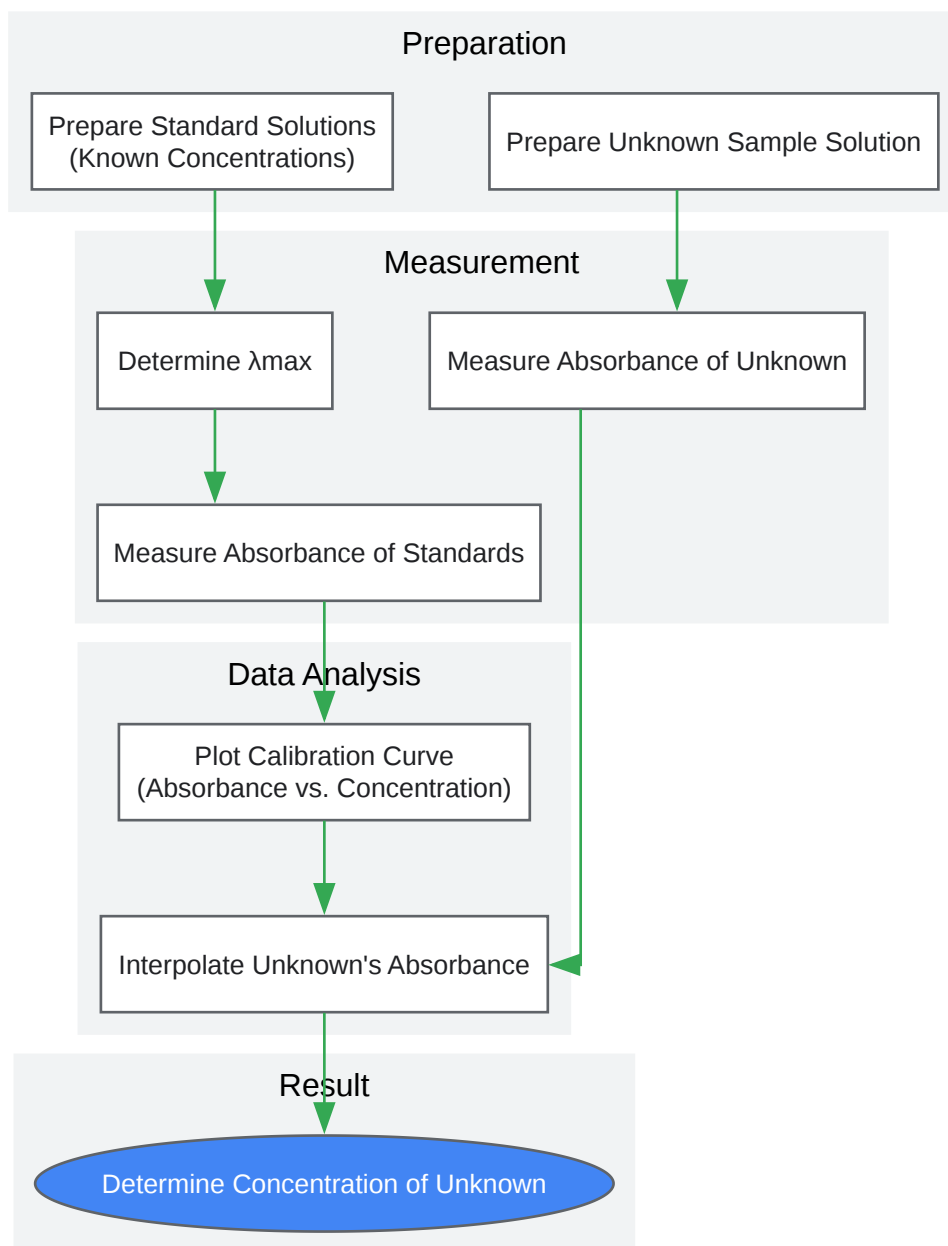 Preparation
Prepare Standard Solutions
(Known Concentrations)
Prepare Unknown Sample Solution
Measurement
Determine λmax
Measure Absorbance of Unknown
Measure Absorbance of Standards
Data Analysis
Plot Calibration Curve
(Absorbance vs. Concentration)
Interpolate Unknown's Absorbance
Result
Determine Concentration of Unknown